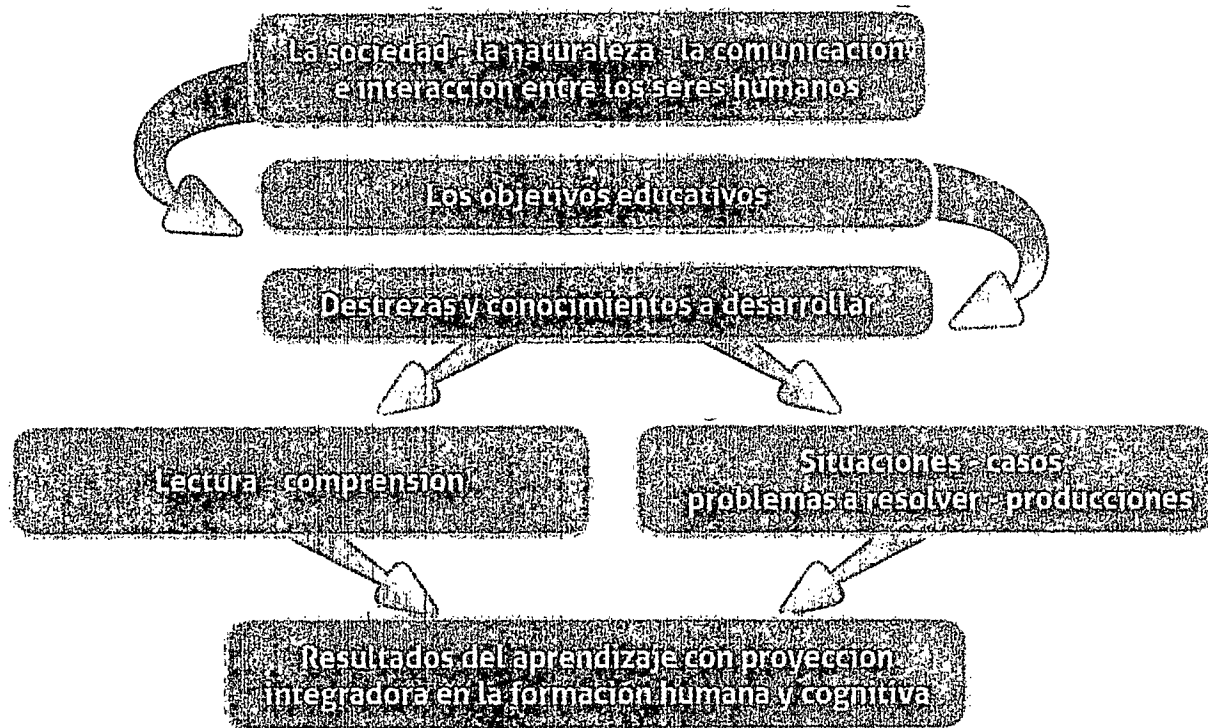 La sociedad - la naturaleza - la comunicación
e interacción entre los seres humanos
Los objetivos educativos
Destrezas y conocimientos a desarrollar
Lectura - comprensión
Situaciones - casos
problemas a resolver - producciones
Resultados del aprendizaje con proyección
integradora en la formación humana y cognitiva